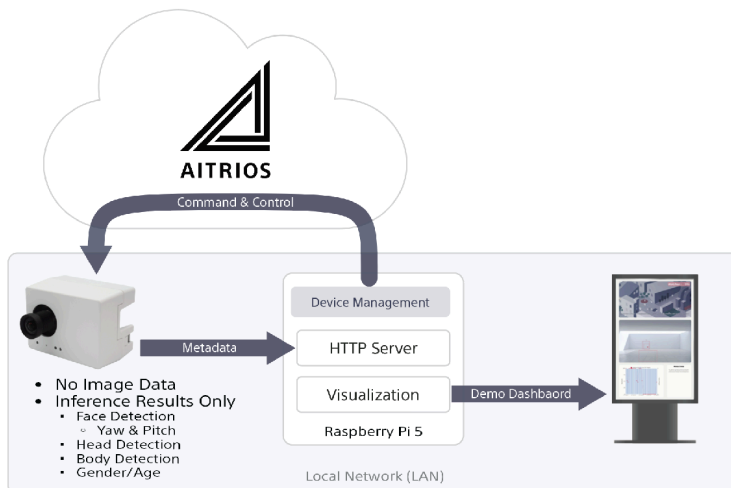 AITRIOS
Command & Control
Device Management
Metadata
HTTP Server
Visualization
Demo Dashbaord
Raspberry Pi 5
• No Image Data
• Inference Results Only
▪ Face Detection
◦ Yaw & Pitch
▪ Head Detection
▪ Body Detection
▪ Gender/Age
Local Network (LAN)